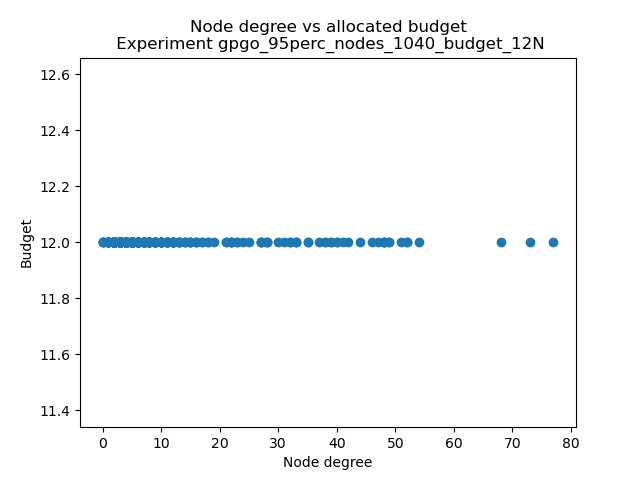 Node degree vs allocated budget
Experiment gpgo_95perc_nodes_1040_budget_12N
12.6
12.4
12.2
12.0
11.8
11.6
11.4
Budget
0 10 20 30 40 50 60 70 80
Node degree